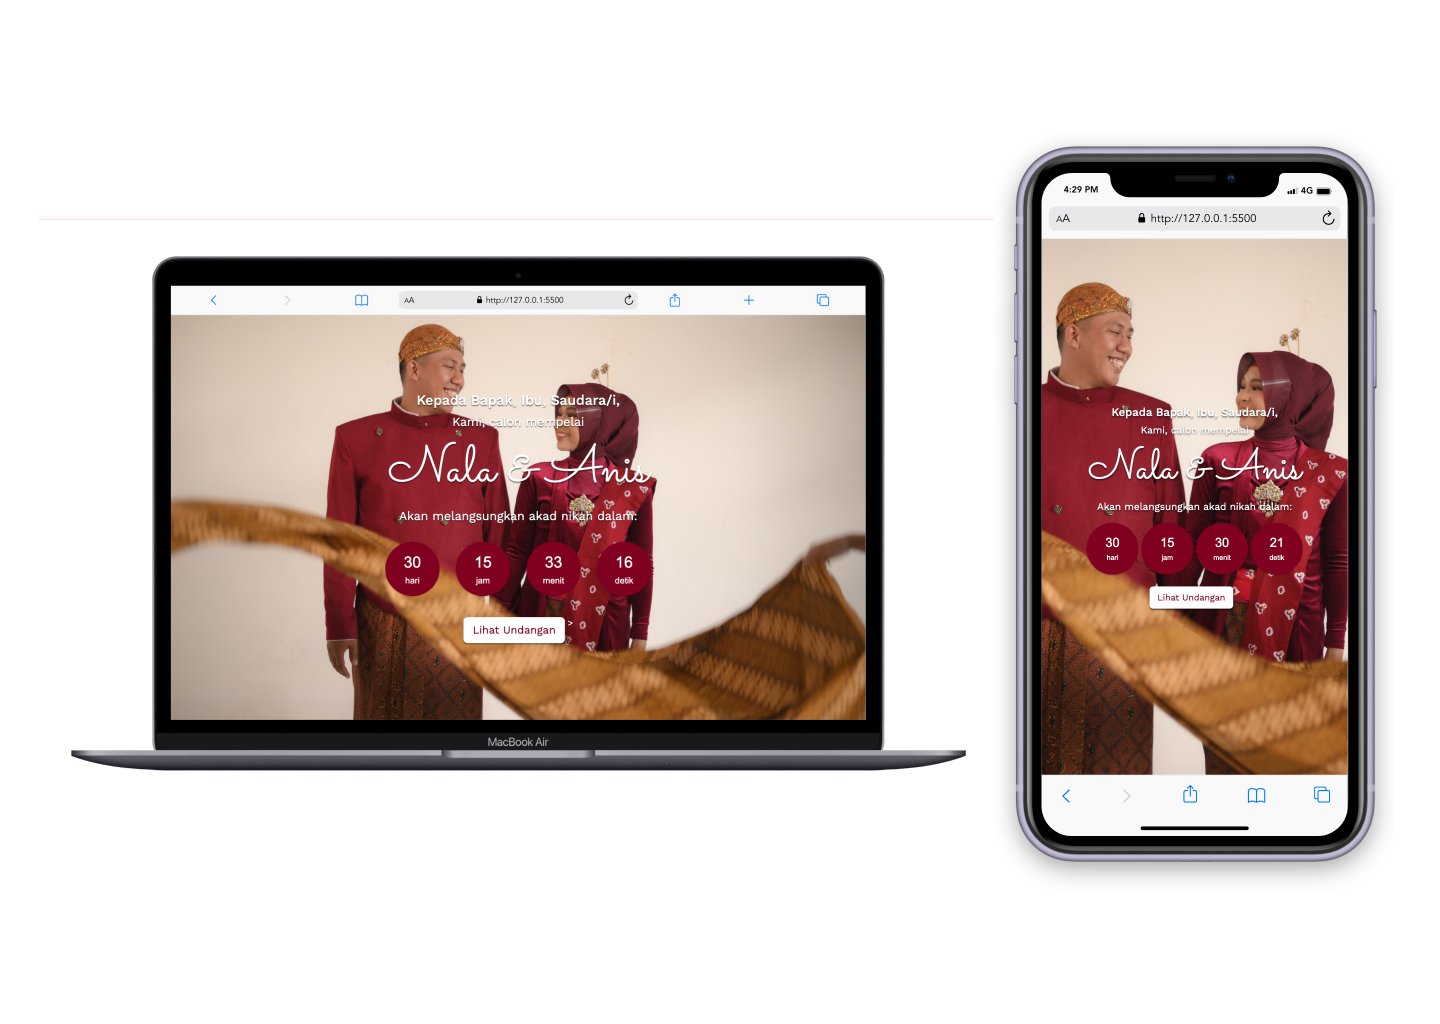 AA http://127.0.0.1:5500
Kepada Bapak, Ibu, Saudara/i,
Kami, calon mempelai
Nala & Anis
Akan melangsungkan akad nikah dalam:
30 15 33 16
hari jam menit detik
Lihat Undangan >
MacBook Air
4:29 PM 4G
AA http://127.0.0.1:5500
Kepada Bapak, Ibu, Saudara/i,
Kami, calon mempelai
Nala & Anis
Akan melangsungkan akad nikah dalam:
30 15 30 21
hari jam menit detik
Lihat Undangan